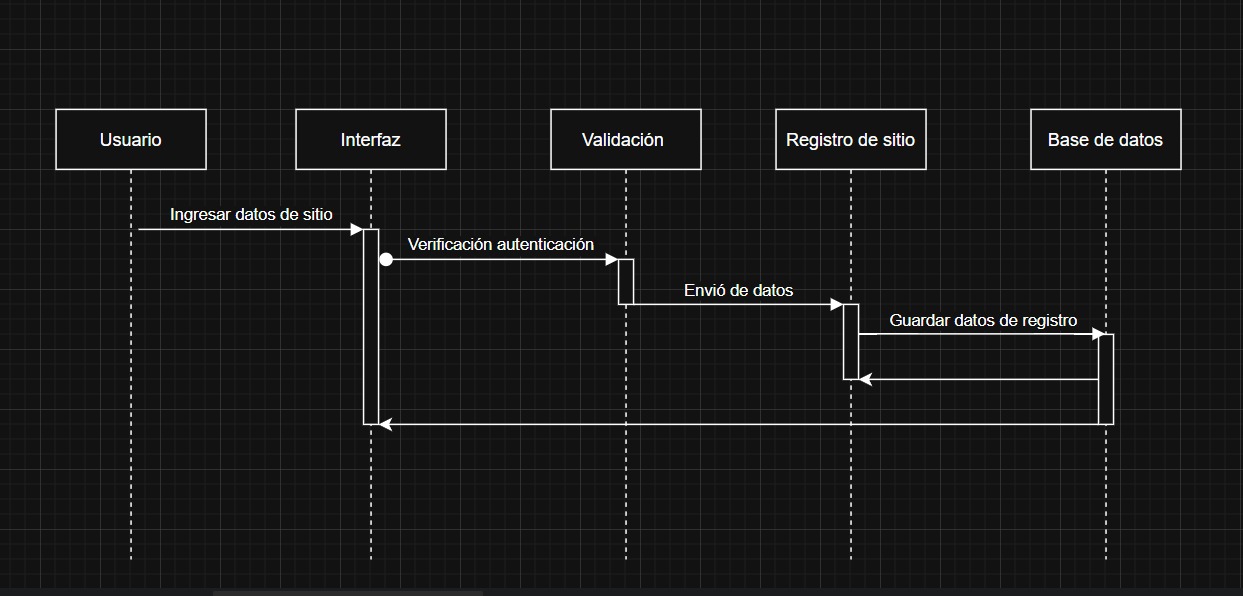 Usuario
Interfaz
Validación
Registro de sitio
Base de datos
Ingresar datos de sitio
Verificación autenticación
Envió de datos
Guardar datos de registro